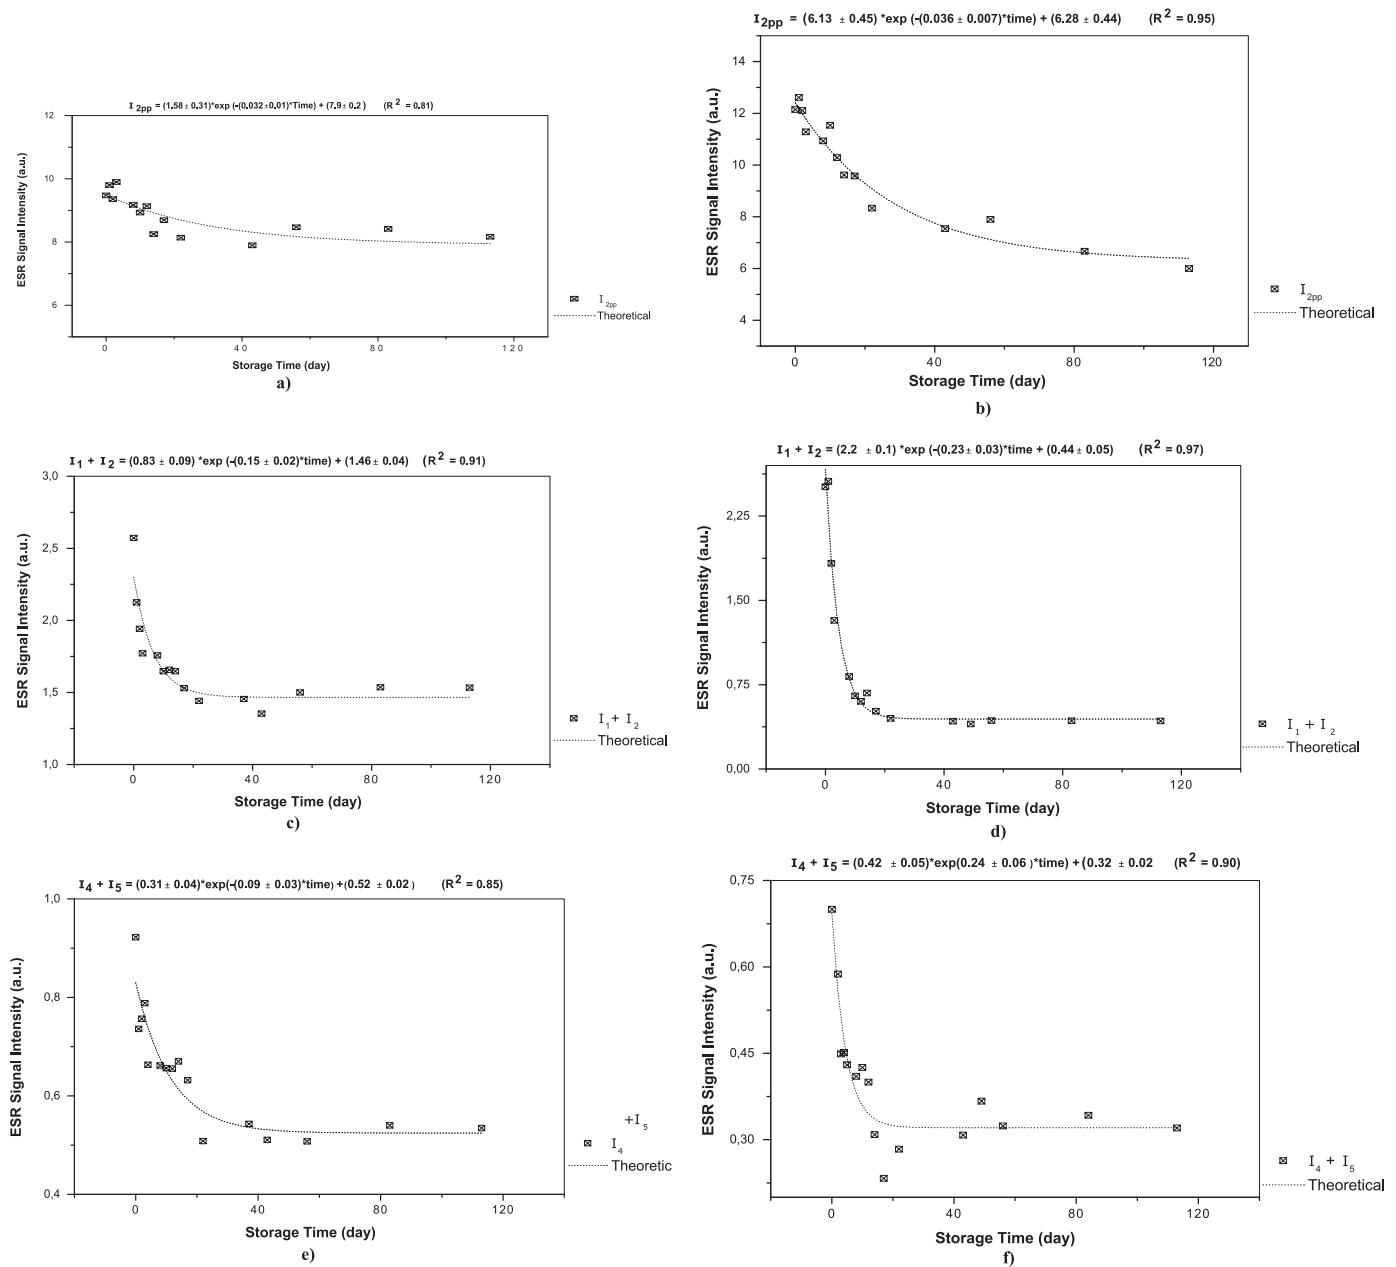 I 2pp = (1.58 ± 0.31)*exp (-(0.032±0.01)*Time) + (7.9± 0.2 ) (R 2 = 0.81)
12
10
8
6
ESR Signal Intensity (a.u.)
0
40
80
120
Storage Time (day)
I 2pp
Theoretical
a)
I2pp = (6.13 ± 0.45) *exp (-(0.036 ± 0.007)*time) + (6.28 ± 0.44) (R 2 = 0.95)
14
12
10
8
6
4
ESR Signal Intensity (a.u.)
0
40
80
120
Storage Time (day)
I2pp
Theoretical
b)
I1 + I2 = (0.83 ± 0.09) *exp (-(0.15 ± 0.02)*time) + (1.46 ± 0.04) (R 2 = 0.91)
3,0
2,5
2,0
1,5
1,0
ESR Signal Intensity (a.u.)
0
40
80
120
Storage Time (day)
I1 + I2
Theoretical
c)
I1 + I2 = (2.2 ± 0.1) *exp (-(0.23 ± 0.03)*time + (0.44 ± 0.05) (R 2 = 0.97)
2,25
1,50
0,75
0,00
ESR Signal Intensity (a.u.)
0
40
80
120
Storage Time (day)
I1 + I2
Theoretical
d)
I4 + I5 = (0.31 ± 0.04)*exp(-(0.09 ± 0.03)*time) +(0.52 ± 0.02 ) (R 2 = 0.85)
1,0
0,8
0,6
0,4
ESR Signal Intensity (a.u.)
0
40
80
120
Storage Time (day)
+I5
I4
Theoretic
e)
I4 + I5 = (0.42 ± 0.05)*exp(0.24 ± 0.06 )*time) +(0.32 ± 0.02 (R 2 = 0.90)
0,75
0,60
0,45
0,30
ESR Signal Intensity (a.u.)
0
40
80
120
Storage Time (day)
I4 + I5
Theoretical
f)